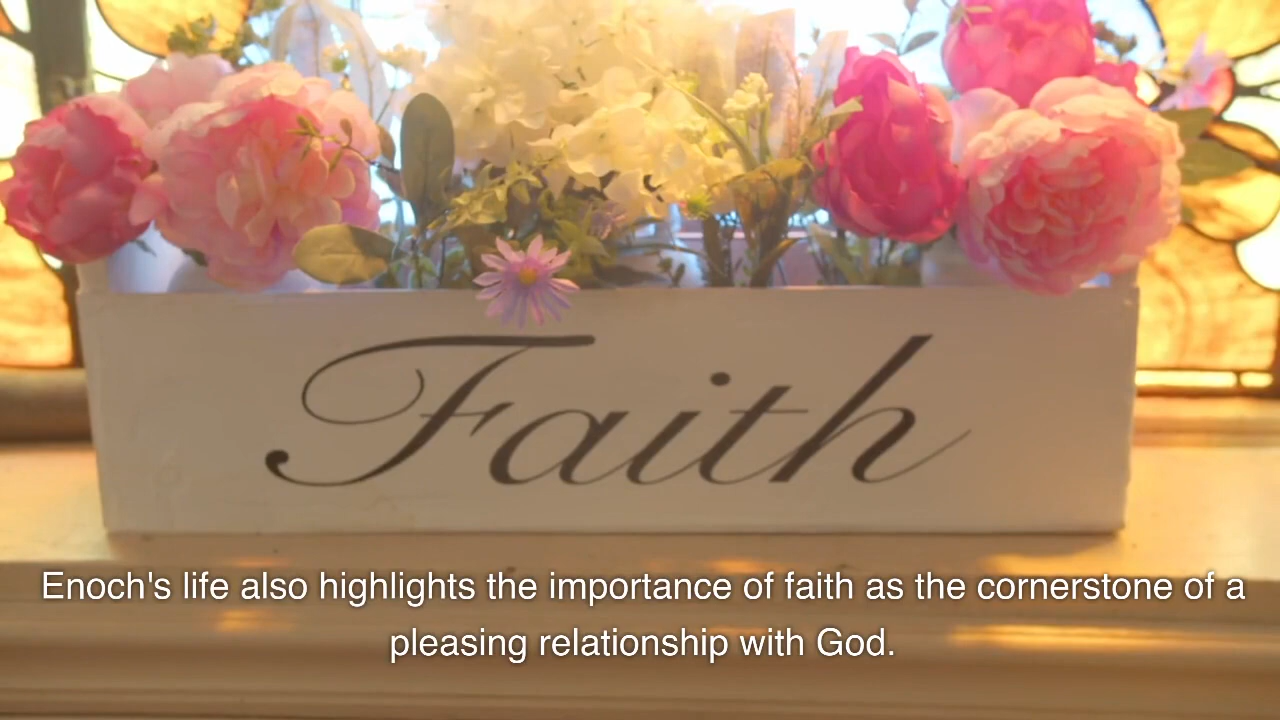 Faith
Enoch's life also highlights the importance of faith as the cornerstone of a
pleasing relationship with God.